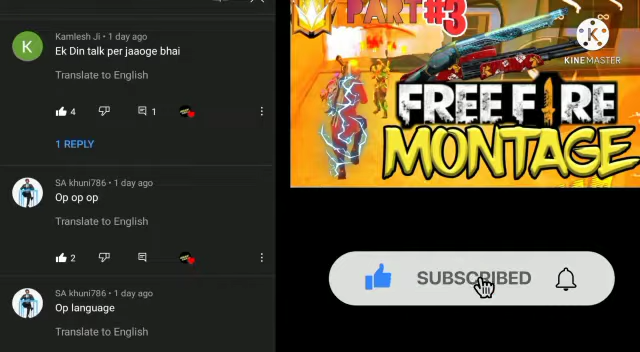 Kamlesh Ji • 1 day ago
Ek Din talk per jaaoge bhai
Translate to English
4
1
1 REPLY
SA khuni786 • 1 day ago
Op op op
Translate to English
2
SA khuni786 • 1 day ago
Op language
Translate to English
PART#3
K
KINEMASTER
FREE FIRE
MONTAGE
SUBSCRIBED